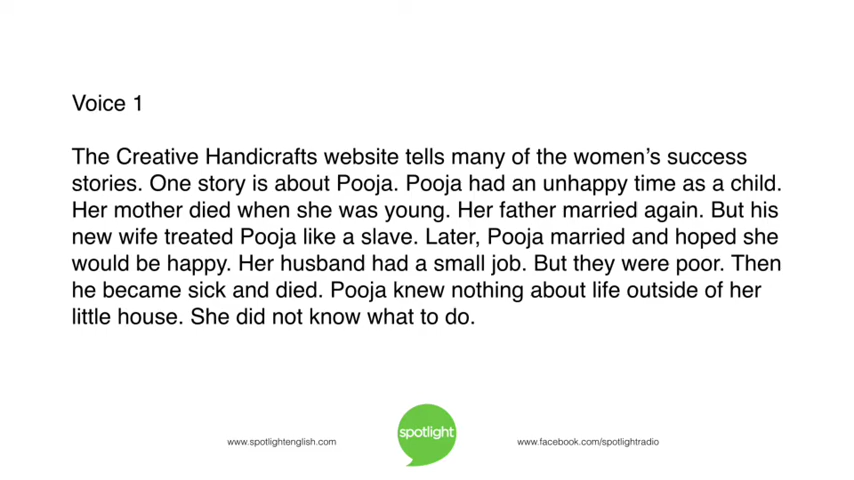 Voice 1
The Creative Handicrafts website tells many of the women’s success
stories. One story is about Pooja. Pooja had an unhappy time as a child.
Her mother died when she was young. Her father married again. But his
new wife treated Pooja like a slave. Later, Pooja married and hoped she
would be happy. Her husband had a small job. But they were poor. Then
he became sick and died. Pooja knew nothing about life outside of her
little house. She did not know what to do.
www.spotlightenglish.com
spotlight
www.facebook.com/spotlightradio